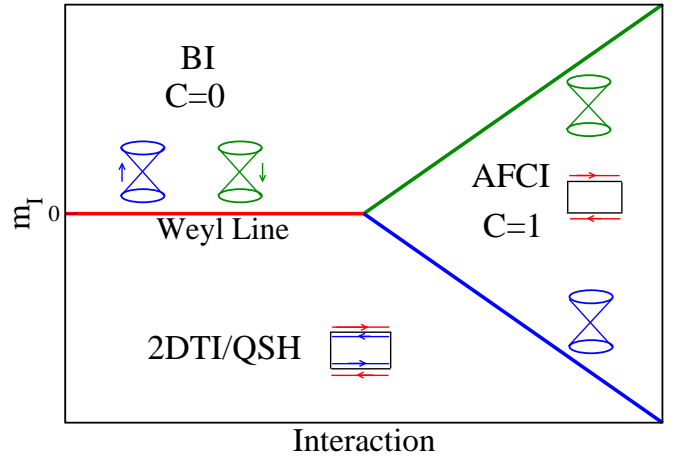 BI
C=0
AFCI
C=1
m_I
0
Weyl Line
2DTI/QSH
Interaction